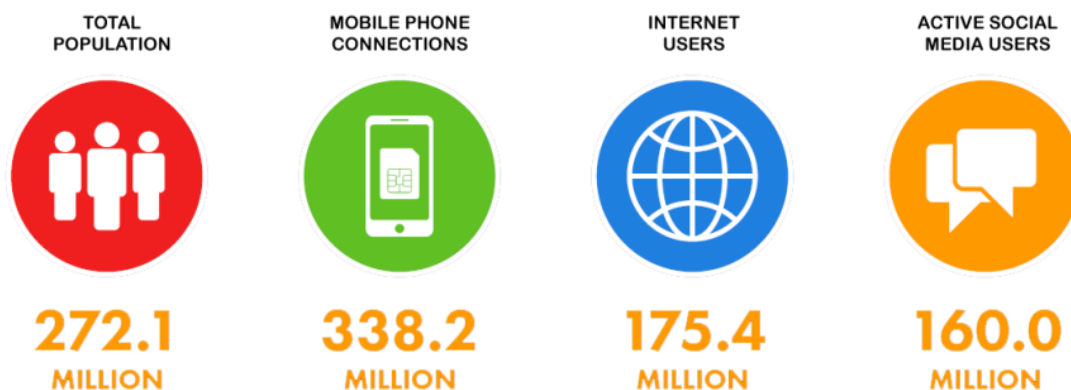 TOTAL
POPULATION
272.1
MILLION
MOBILE PHONE
CONNECTIONS
338.2
MILLION
INTERNET
USERS
175.4
MILLION
ACTIVE SOCIAL
MEDIA USERS
160.0
MILLION